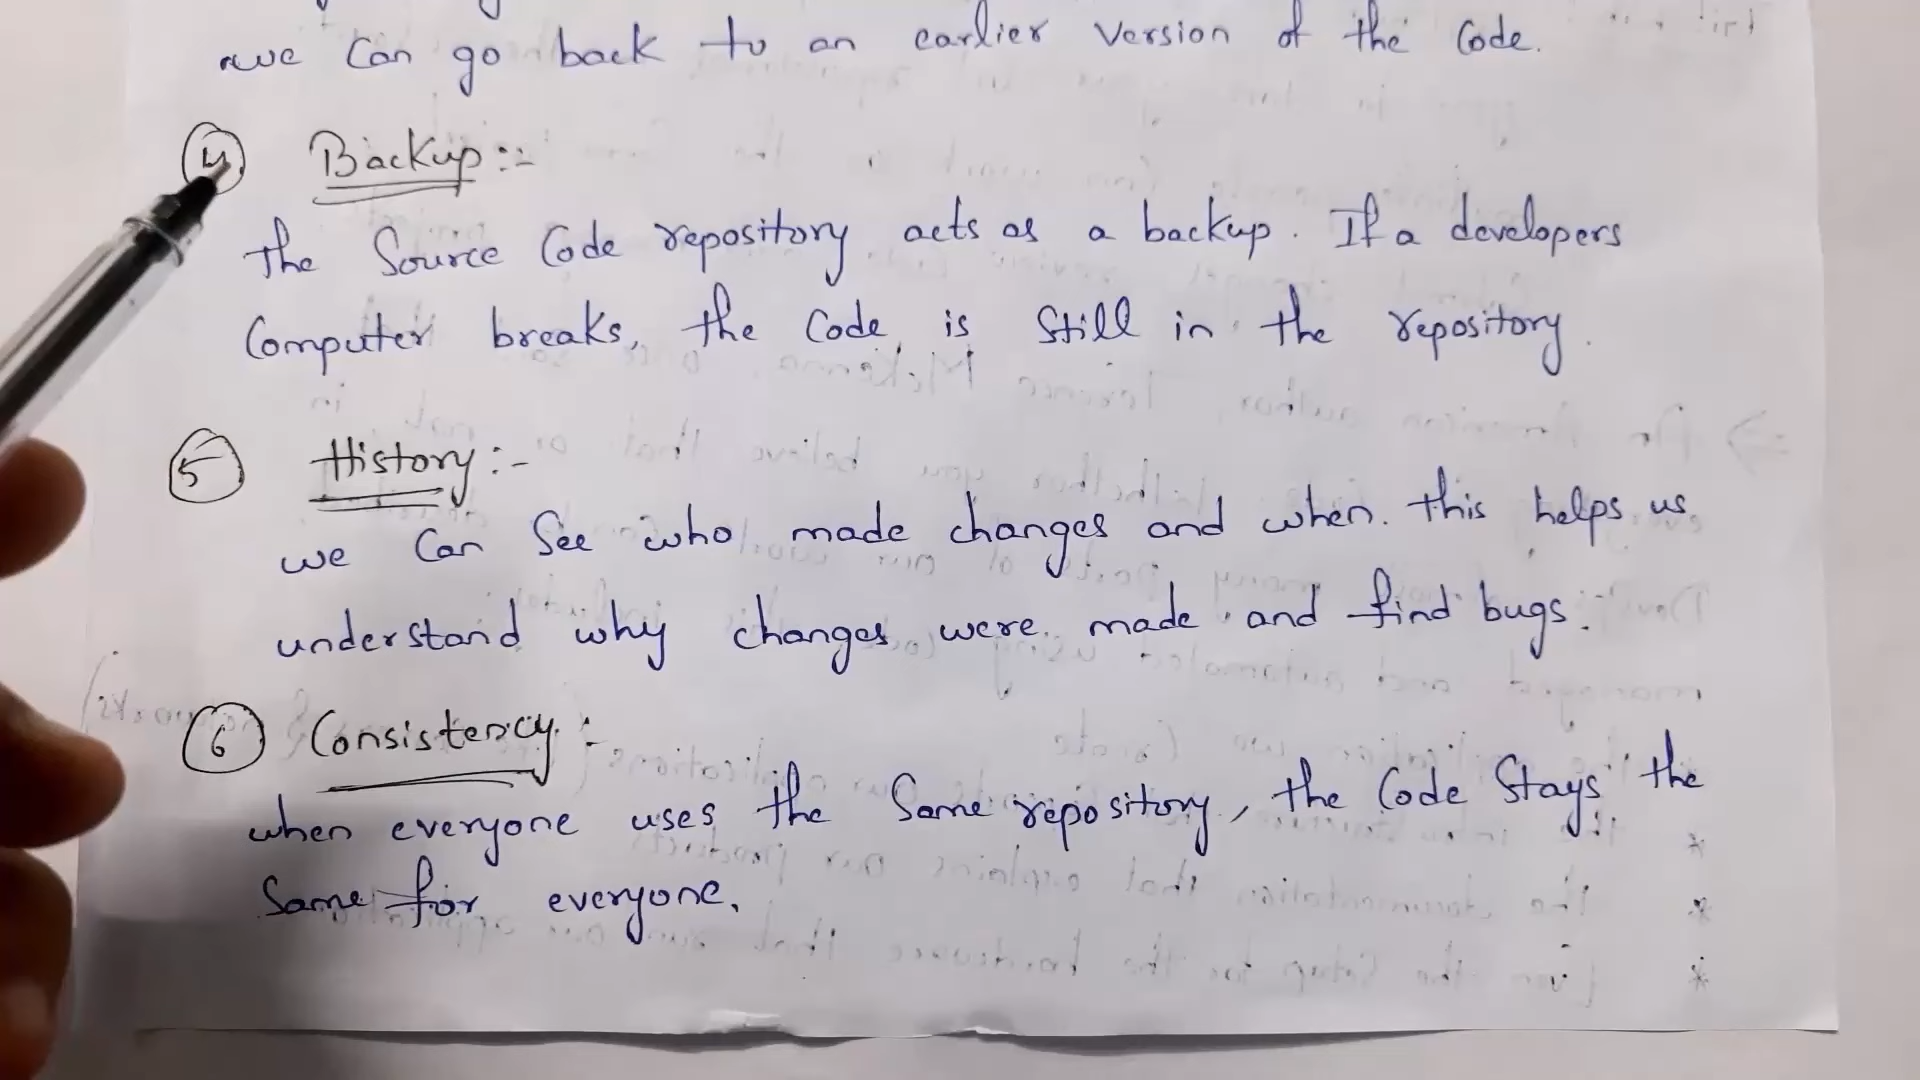 we can go back to an earlier version of the Code.
4 Backup:-
the Source Code repository acts as a backup. If a developers
Computer breaks, the Code is Still in the repository.
5 History:-
we Can See who made changes and when. this helps us
understand why changes were made and find bugs.
6 Consistency:-
when everyone uses the Same repository, the Code Stays the
Same for everyone.